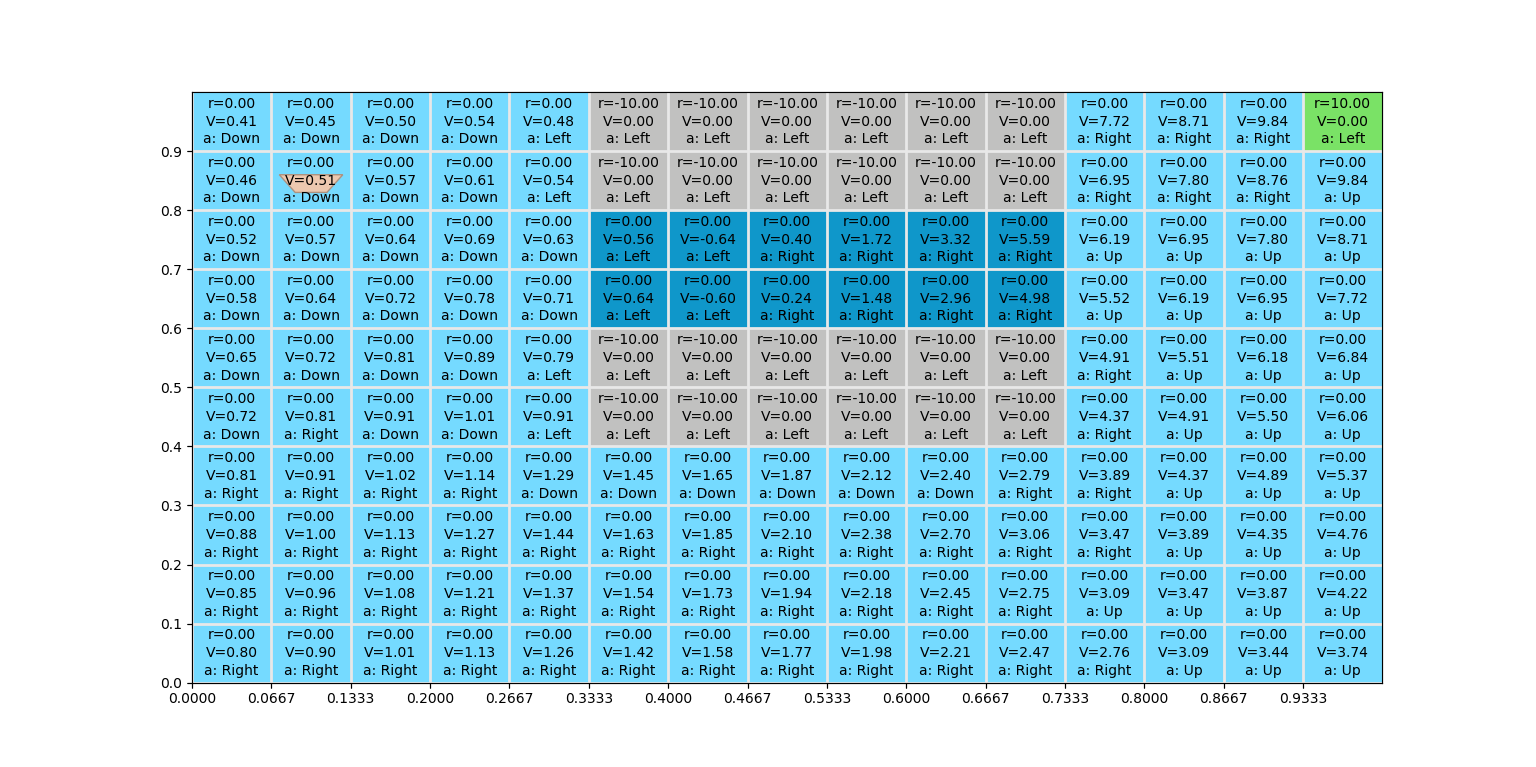 r=0.00 r=0.00 r=0.00 r=0.00 r=0.00 r=-10.00 r=-10.00 r=-10.00 r=-10.00 r=-10.00 r=-10.00 r=0.00 r=0.00 r=0.00 r=10.00
V=0.41 V=0.45 V=0.50 V=0.54 V=0.48 V=0.00 V=0.00 V=0.00 V=0.00 V=0.00 V=0.00 V=7.72 V=8.71 V=9.84 V=0.00
a: Down a: Down a: Down a: Down a: Left a: Left a: Left a: Left a: Left a: Left a: Left a: Right a: Right a: Right a: Left
0.9
r=0.00 r=0.00 r=0.00 r=0.00 r=-10.00 r=-10.00 r=-10.00 r=-10.00 r=-10.00 r=-10.00 r=0.00 r=0.00 r=0.00 r=0.00
V=0.46 V=0.51 V=0.57 V=0.61 V=0.54 V=0.00 V=0.00 V=0.00 V=0.00 V=0.00 V=0.00 V=6.95 V=7.80 V=8.76 V=9.84
a: Down a: Down a: Down a: Down a: Left a: Left a: Left a: Left a: Left a: Left a: Left a: Right a: Right a: Right a: Up
0.8
r=0.00 r=0.00 r=0.00 r=0.00 r=0.00 r=0.00 r=0.00 r=0.00 r=0.00 r=0.00 r=0.00 r=0.00 r=0.00 r=0.00 r=0.00
V=0.52 V=0.57 V=0.64 V=0.69 V=0.63 V=0.56 V=-0.64 V=0.40 V=1.72 V=3.32 V=5.59 V=6.19 V=6.95 V=7.80 V=8.71
a: Down a: Down a: Down a: Down a: Down a: Left a: Left a: Right a: Right a: Right a: Right a: Up a: Up a: Up a: Up
0.7
r=0.00 r=0.00 r=0.00 r=0.00 r=0.00 r=0.00 r=0.00 r=0.00 r=0.00 r=0.00 r=0.00 r=0.00 r=0.00 r=0.00 r=0.00
V=0.58 V=0.64 V=0.72 V=0.78 V=0.71 V=0.64 V=-0.60 V=0.24 V=1.48 V=2.96 V=4.98 V=5.52 V=6.19 V=6.95 V=7.72
a: Down a: Down a: Down a: Down a: Down a: Left a: Left a: Right a: Right a: Right a: Right a: Up a: Up a: Up a: Up
0.6
r=0.00 r=0.00 r=0.00 r=0.00 r=0.00 r=-10.00 r=-10.00 r=-10.00 r=-10.00 r=-10.00 r=-10.00 r=0.00 r=0.00 r=0.00 r=0.00
V=0.65 V=0.72 V=0.81 V=0.89 V=0.79 V=0.00 V=0.00 V=0.00 V=0.00 V=0.00 V=0.00 V=4.91 V=5.51 V=6.18 V=6.84
a: Down a: Down a: Down a: Down a: Left a: Left a: Left a: Left a: Left a: Left a: Left a: Right a: Up a: Up a: Up
0.5
r=0.00 r=0.00 r=0.00 r=0.00 r=0.00 r=-10.00 r=-10.00 r=-10.00 r=-10.00 r=-10.00 r=-10.00 r=0.00 r=0.00 r=0.00 r=0.00
V=0.72 V=0.81 V=0.91 V=1.01 V=0.91 V=0.00 V=0.00 V=0.00 V=0.00 V=0.00 V=0.00 V=4.37 V=4.91 V=5.50 V=6.06
a: Down a: Right a: Down a: Down a: Left a: Left a: Left a: Left a: Left a: Left a: Left a: Right a: Up a: Up a: Up
0.4
r=0.00 r=0.00 r=0.00 r=0.00 r=0.00 r=0.00 r=0.00 r=0.00 r=0.00 r=0.00 r=0.00 r=0.00 r=0.00 r=0.00 r=0.00
V=0.81 V=0.91 V=1.02 V=1.14 V=1.29 V=1.45 V=1.65 V=1.87 V=2.12 V=2.40 V=2.79 V=3.89 V=4.37 V=4.89 V=5.37
a: Right a: Right a: Right a: Right a: Down a: Down a: Down a: Down a: Down a: Down a: Right a: Right a: Up a: Up a: Up
0.3
r=0.00 r=0.00 r=0.00 r=0.00 r=0.00 r=0.00 r=0.00 r=0.00 r=0.00 r=0.00 r=0.00 r=0.00 r=0.00 r=0.00 r=0.00
V=0.88 V=1.00 V=1.13 V=1.27 V=1.44 V=1.63 V=1.85 V=2.10 V=2.38 V=2.70 V=3.06 V=3.47 V=3.89 V=4.35 V=4.76
a: Right a: Right a: Right a: Right a: Right a: Right a: Right a: Right a: Right a: Right a: Right a: Right a: Up a: Up a: Up
0.2
r=0.00 r=0.00 r=0.00 r=0.00 r=0.00 r=0.00 r=0.00 r=0.00 r=0.00 r=0.00 r=0.00 r=0.00 r=0.00 r=0.00 r=0.00
V=0.85 V=0.96 V=1.08 V=1.21 V=1.37 V=1.54 V=1.73 V=1.94 V=2.18 V=2.45 V=2.75 V=3.09 V=3.47 V=3.87 V=4.22
a: Right a: Right a: Right a: Right a: Right a: Right a: Right a: Right a: Right a: Right a: Right a: Up a: Up a: Up a: Up
0.1
r=0.00 r=0.00 r=0.00 r=0.00 r=0.00 r=0.00 r=0.00 r=0.00 r=0.00 r=0.00 r=0.00 r=0.00 r=0.00 r=0.00 r=0.00
V=0.80 V=0.90 V=1.01 V=1.13 V=1.26 V=1.42 V=1.58 V=1.77 V=1.98 V=2.21 V=2.47 V=2.76 V=3.09 V=3.44 V=3.74
a: Right a: Right a: Right a: Right a: Right a: Right a: Right a: Right a: Right a: Right a: Right a: Right a: Up a: Up a: Up
0.0
0.0000 0.0667 0.1333 0.2000 0.2667 0.3333 0.4000 0.4667 0.5333 0.6000 0.6667 0.7333 0.8000 0.8667 0.9333